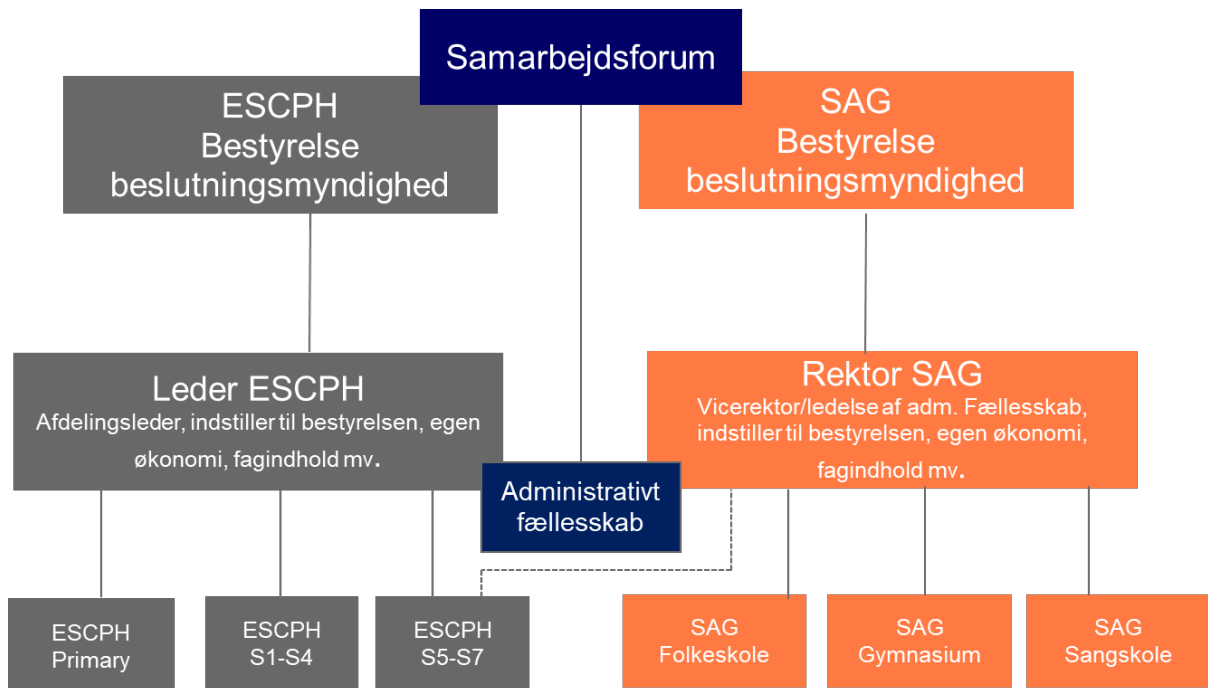 Samarbejdsforum
ESCPH
Bestyrelse
beslutningsmyndighed
SAG
Bestyrelse
beslutningsmyndighed
Leder ESCPH
Afdelingsleder, indstiller til bestyrelsen, egen
økonomi, fagindhold mv.
Rektor SAG
Vicerektor/ledelse af adm. Fællesskab,
indstiller til bestyrelsen, egen økonomi,
fagindhold mv.
Administrativt
fællesskab
ESCPH
Primary
ESCPH
S1-S4
ESCPH
S5-S7
SAG
Folkeskole
SAG
Gymnasium
SAG
Sangskole